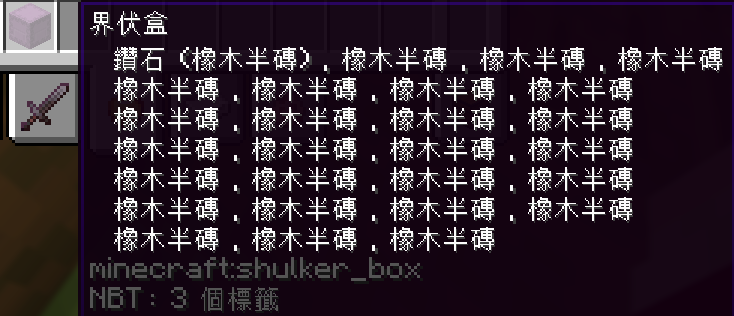 界伏盒
鑽石 (橡木半磚) , 橡木半磚 , 橡木半磚 , 橡木半磚
橡木半磚 , 橡木半磚 , 橡木半磚 , 橡木半磚
橡木半磚 , 橡木半磚 , 橡木半磚 , 橡木半磚
橡木半磚 , 橡木半磚 , 橡木半磚 , 橡木半磚
橡木半磚 , 橡木半磚 , 橡木半磚 , 橡木半磚
橡木半磚 , 橡木半磚 , 橡木半磚 , 橡木半磚
橡木半磚 , 橡木半磚 , 橡木半磚
minecraft:shulker_box
NBT: 3 個標籤